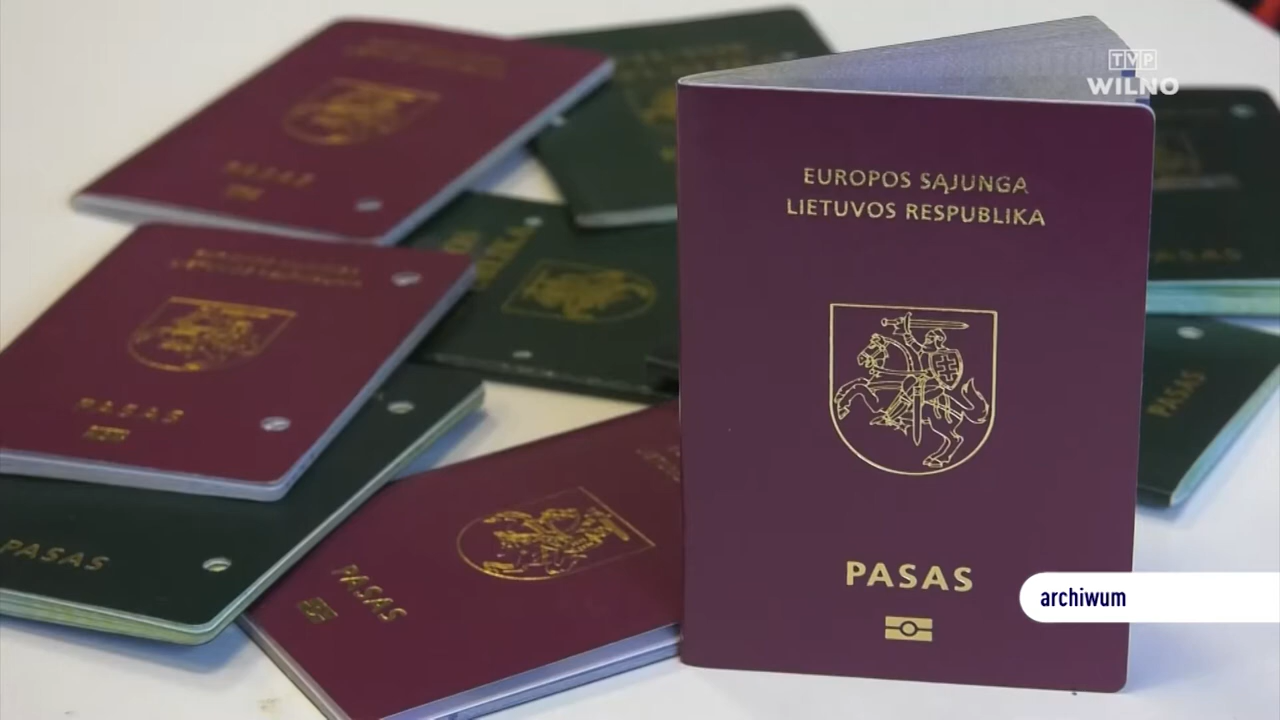 TVP
WILNO
EUROPOS SĄJUNGA
LIETUVOS RESPUBLIKA
PASAS
archiwum
PASAS
PASAS
PASAS
PASAS
PASAS